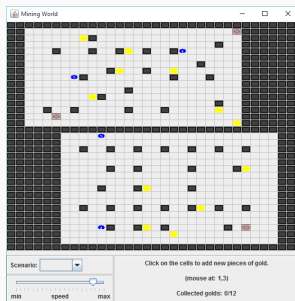 Mining World
Scenario:
Click on the cells to add new pieces of gold.
(mouse at: 1,3)
min speed max
Collected golds: 0/12